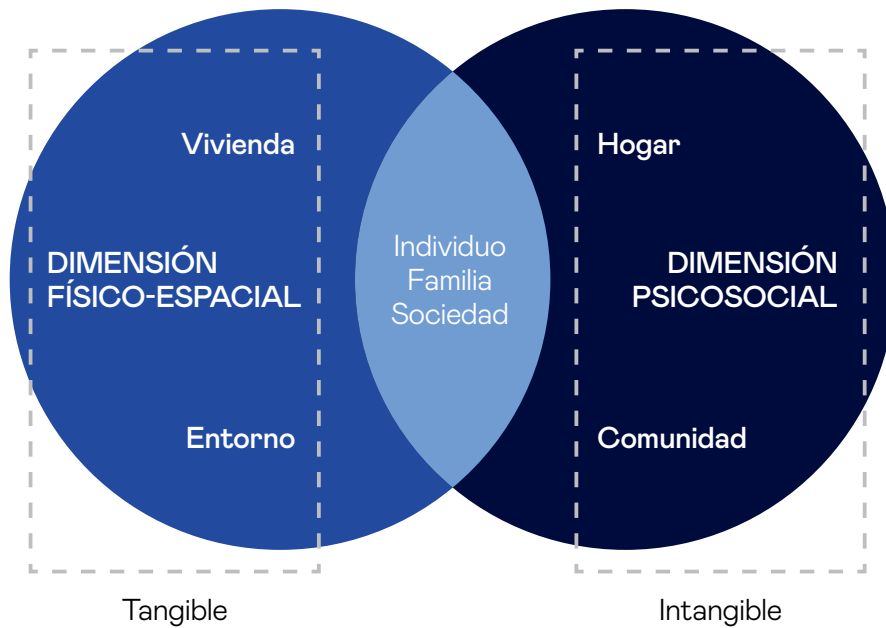 Vivienda
DIMENSIÓN
FÍSICO-ESPACIAL
Entorno
Individuo
Familia
Sociedad
Hogar
DIMENSIÓN
PSICOSOCIAL
Comunidad
Tangible
Intangible